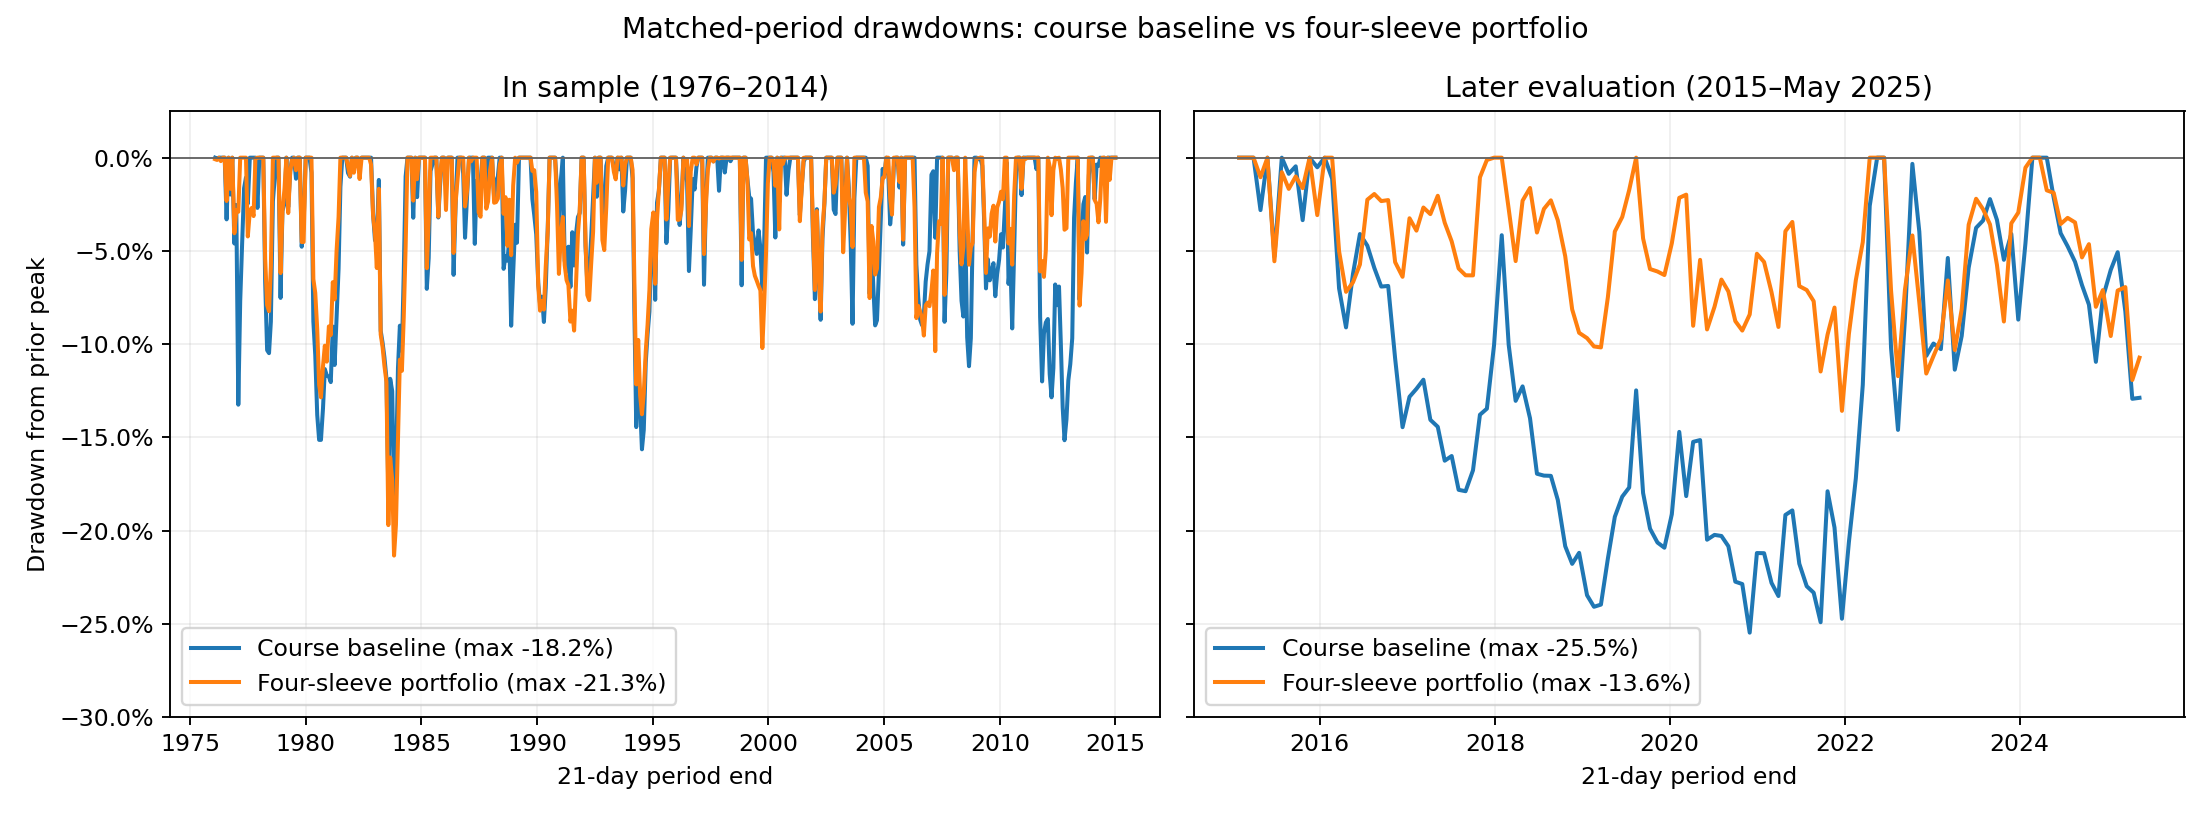 Matched-period drawdowns: course baseline vs four-sleeve portfolio
In sample (1976–2014)
Drawdown from prior peak
0.0%
−5.0%
−10.0%
−15.0%
−20.0%
−25.0%
−30.0%
Course baseline (max -18.2%)
Four-sleeve portfolio (max -21.3%)
1975 1980 1985 1990 1995 2000 2005 2010 2015
21-day period end
Later evaluation (2015–May 2025)
Course baseline (max -25.5%)
Four-sleeve portfolio (max -13.6%)
2016 2018 2020 2022 2024
21-day period end